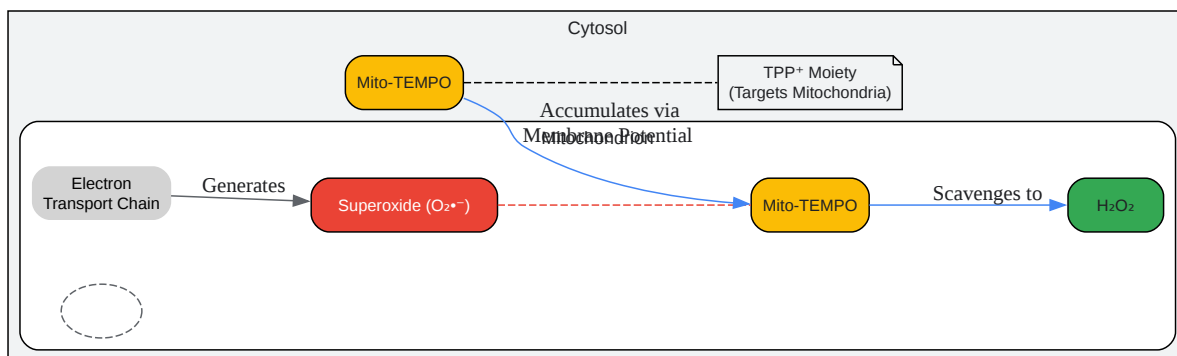 Cytosol
Mito-TEMPO
TPP⁺ Moiety
(Targets Mitochondria)
Accumulates via
Membrane Potential
Mitochondrion
Electron
Transport Chain
Generates
Superoxide (O₂•⁻)
Mito-TEMPO
Scavenges to
H₂O₂